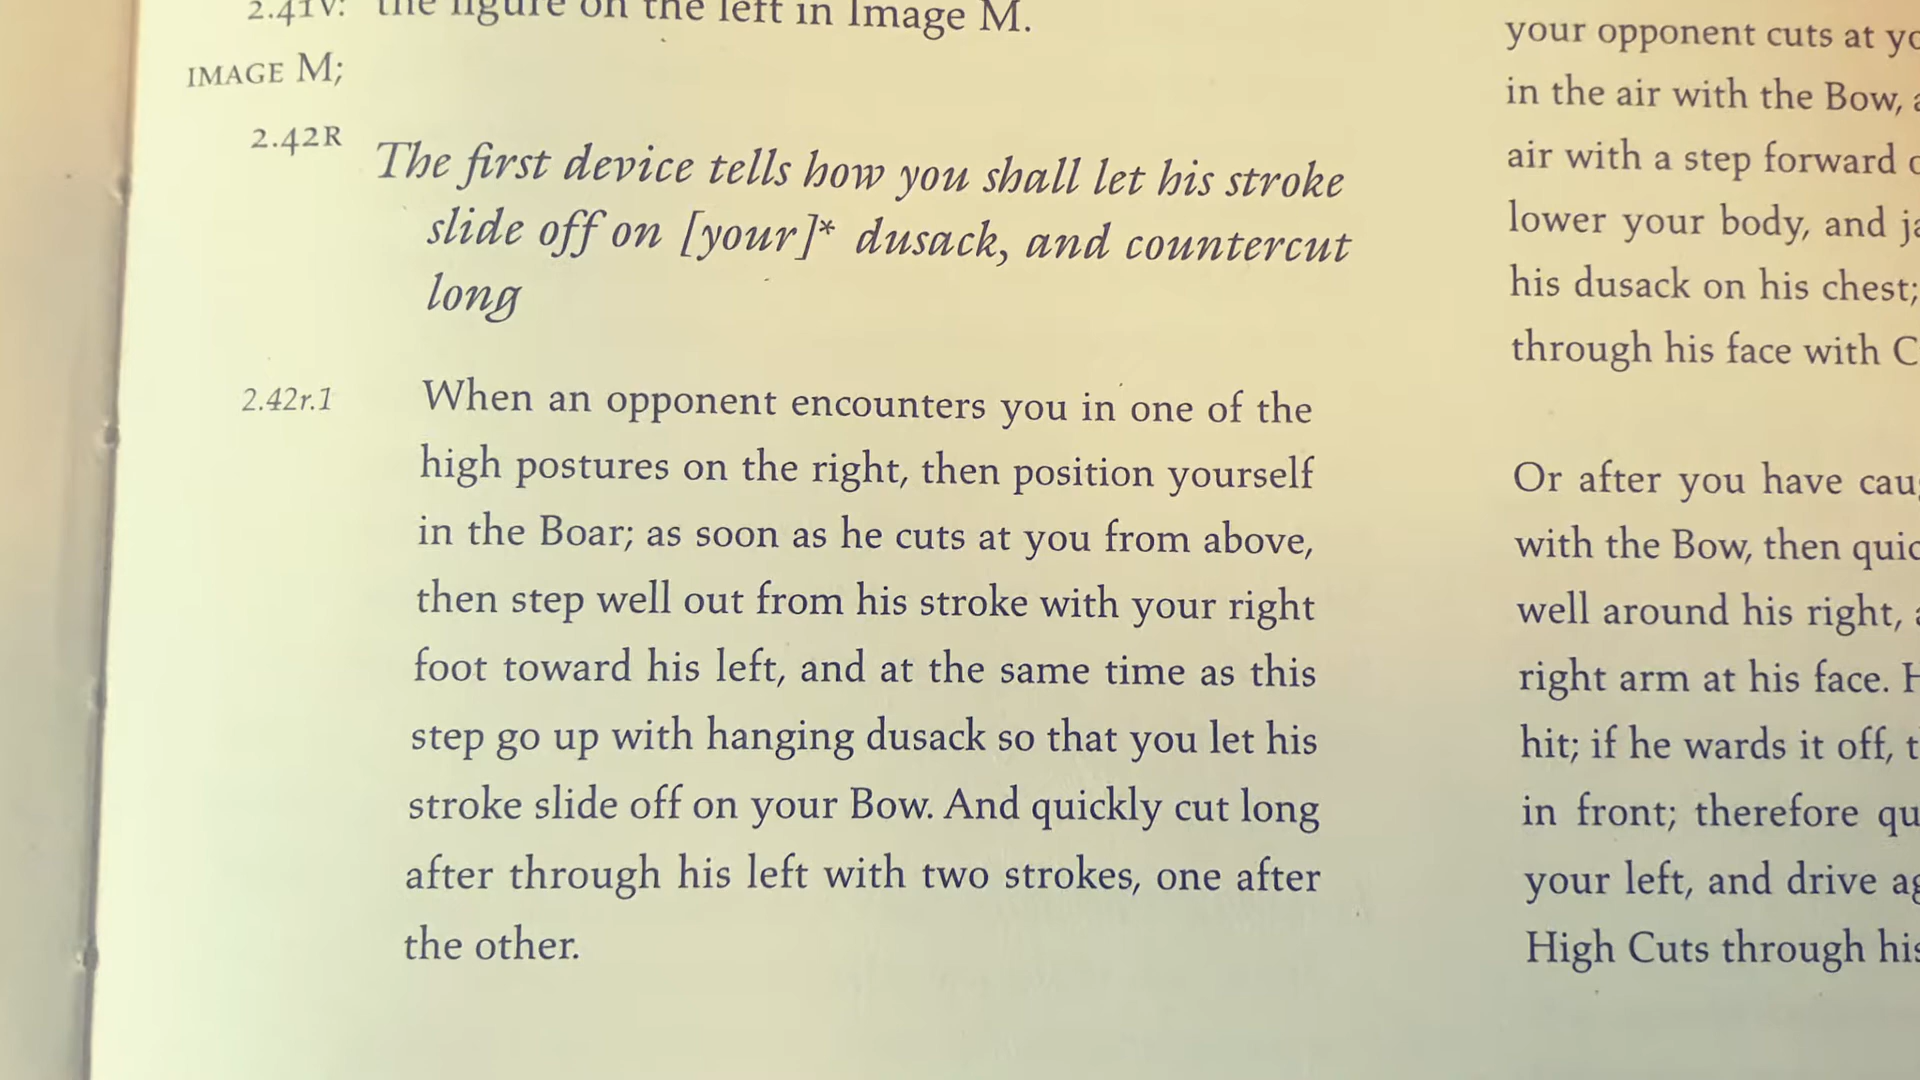 2.41V: the figure on the left in Image M.
IMAGE M;
2.42R
The first device tells how you shall let his stroke
slide off on [your]* dusack, and countercut
long
2.42r.1
When an opponent encounters you in one of the
high postures on the right, then position yourself
in the Boar; as soon as he cuts at you from above,
then step well out from his stroke with your right
foot toward his left, and at the same time as this
step go up with hanging dusack so that you let his
stroke slide off on your Bow. And quickly cut long
after through his left with two strokes, one after
the other.
your opponent cuts at
in the air with the Bow,
air with a step forward
lower your body, and
his dusack on his chest;
through his face with
Or after you have
with the Bow, then
well around his right,
right arm at his face.
hit; if he wards it off,
in front; therefore
your left, and drive
High Cuts through